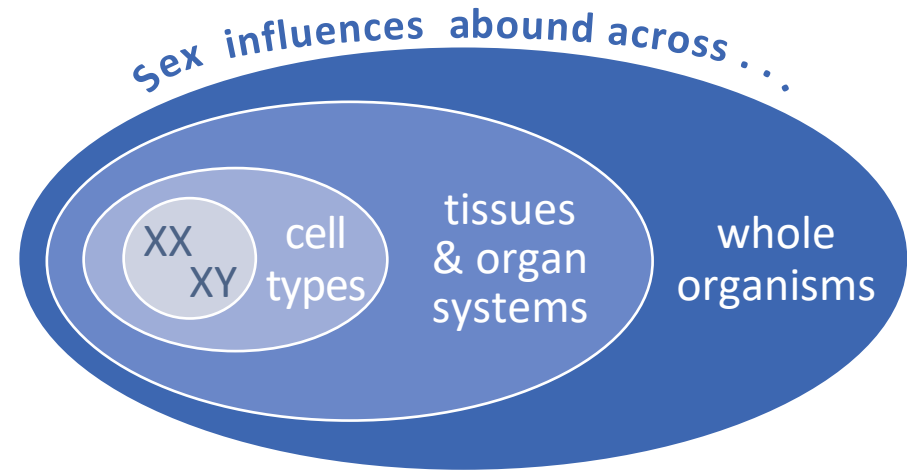 Sex influences abound across . . .
XX
XY
cell
types
tissues
& organ
systems
whole
organisms